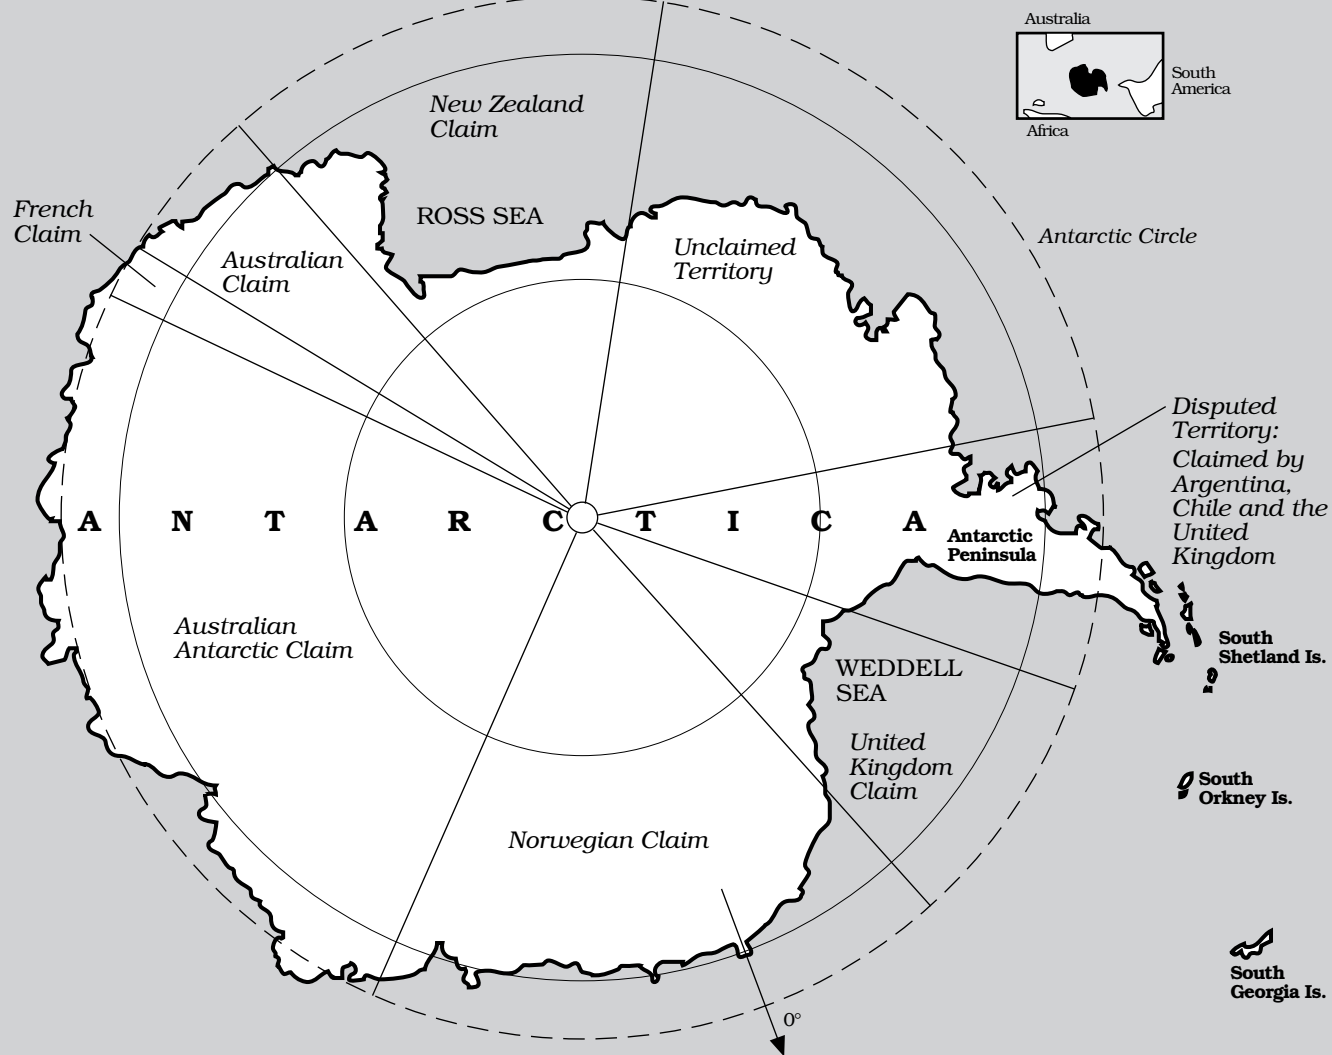 Australia
South
America
Africa
New Zealand
Claim
French
Claim
ROSS SEA
Australian
Claim
Unclaimed
Territory
Antarctic Circle
Disputed
Territory:
Claimed by
Argentina,
Chile and the
United
Kingdom
A N T A R C T I C A
Antarctic
Peninsula
Australian
Antarctic Claim
South
Shetland Is.
WEDDELL
SEA
United
Kingdom
Claim
South
Orkney Is.
Norwegian Claim
South
Georgia Is.
0°